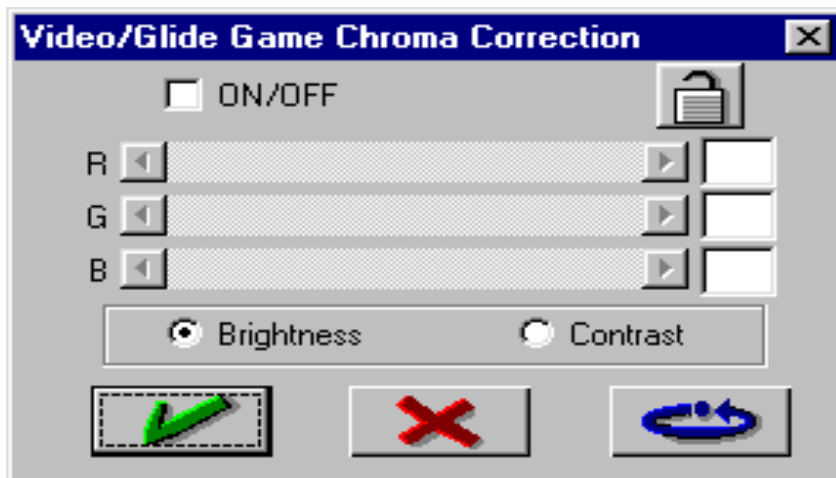 Video/Glide Game Chroma Correction
ON/OFF
R
G
B
Brightness Contrast